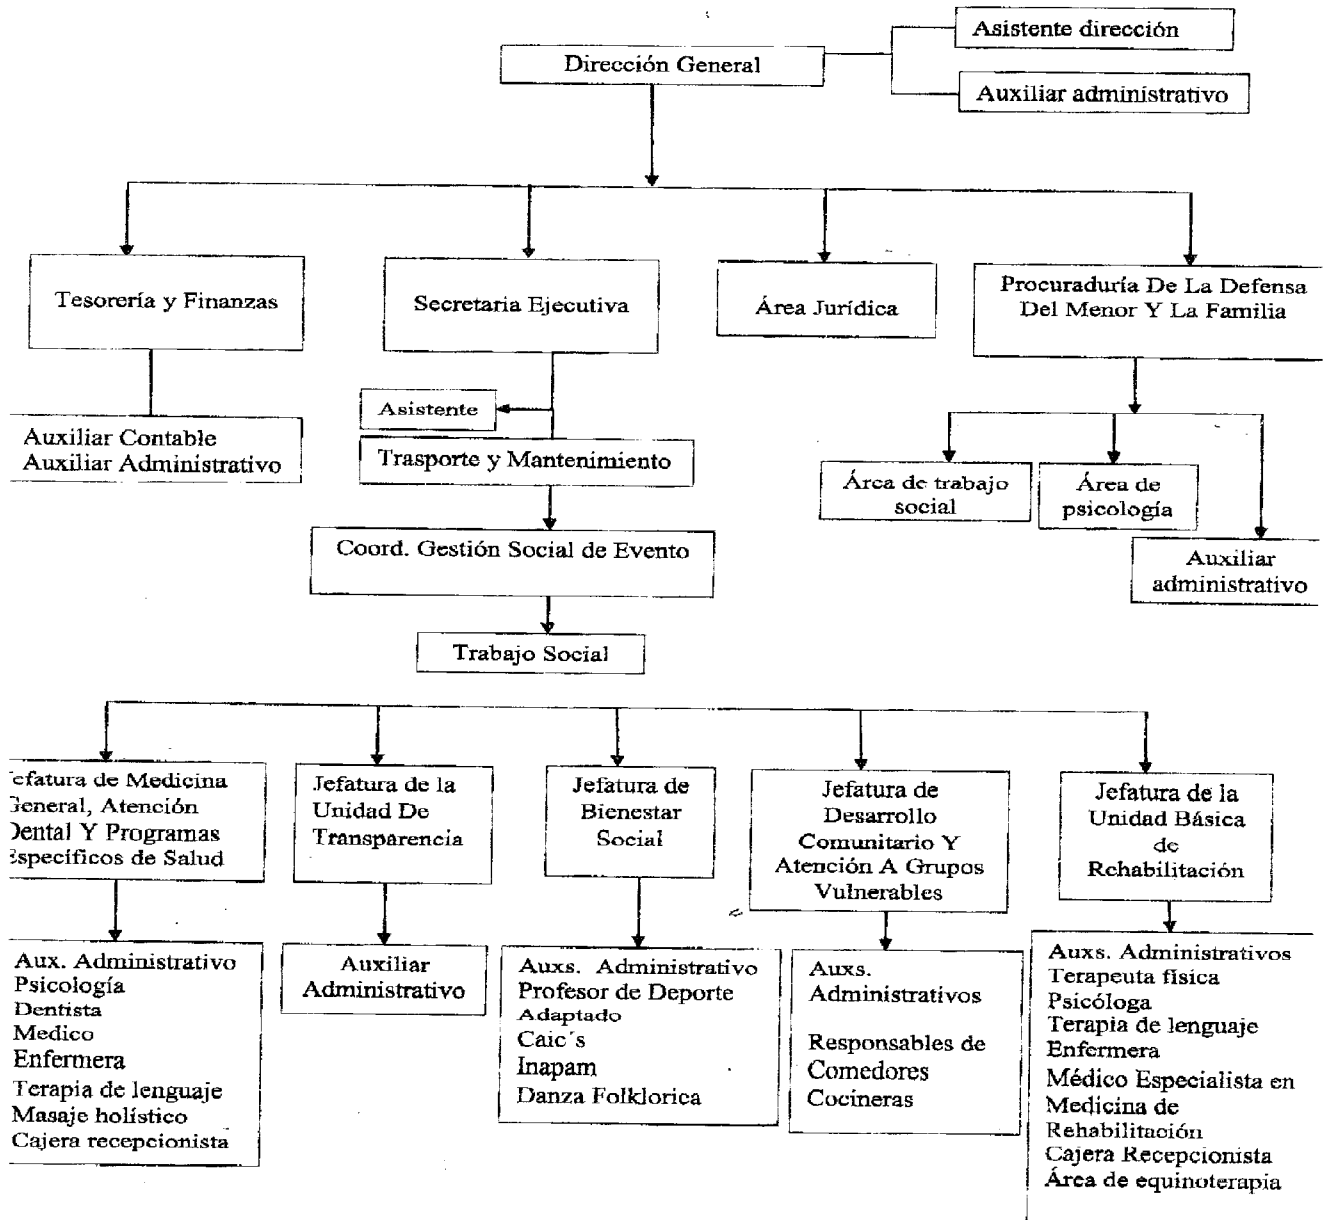 Asistente dirección
Dirección General
Auxiliar administrativo
Tesorería y Finanzas
Secretaria Ejecutiva
Área Jurídica
Procuraduría De La Defensa
Del Menor Y La Familia
Asistente
Auxiliar Contable
Auxiliar Administrativo
Trasporte y Mantenimiento
Área de trabajo
social
Área de
psicología
Coord. Gestión Social de Evento
Auxiliar
administrativo
Trabajo Social
efatura de Medicina
General, Atención
Dental Y Programas
Específicos de Salud
Jefatura de la
Unidad De
Transparencia
Jefatura de
Bienestar
Social
Jefatura de
Desarrollo
Comunitario Y
Atención A Grupos
Vulnerables
Jefatura de la
Unidad Básica
de
Rehabilitación
Aux. Administrativo
Psicología
Dentista
Medico
Enfermera
Terapia de lenguaje
Masaje holístico
Cajera recepcionista
Auxiliar
Administrativo
Auxs. Administrativo
Profesor de Deporte
Adaptado
Caic´s
Inapam
Danza Folklorica
Auxs.
Administrativos
Responsables de
Comedores
Cocineras
Auxs. Administrativos
Terapeuta física
Psicóloga
Terapia de lenguaje
Enfermera
Médico Especialista en
Medicina de
Rehabilitación
Cajera Recepcionista
Área de equinoterapia